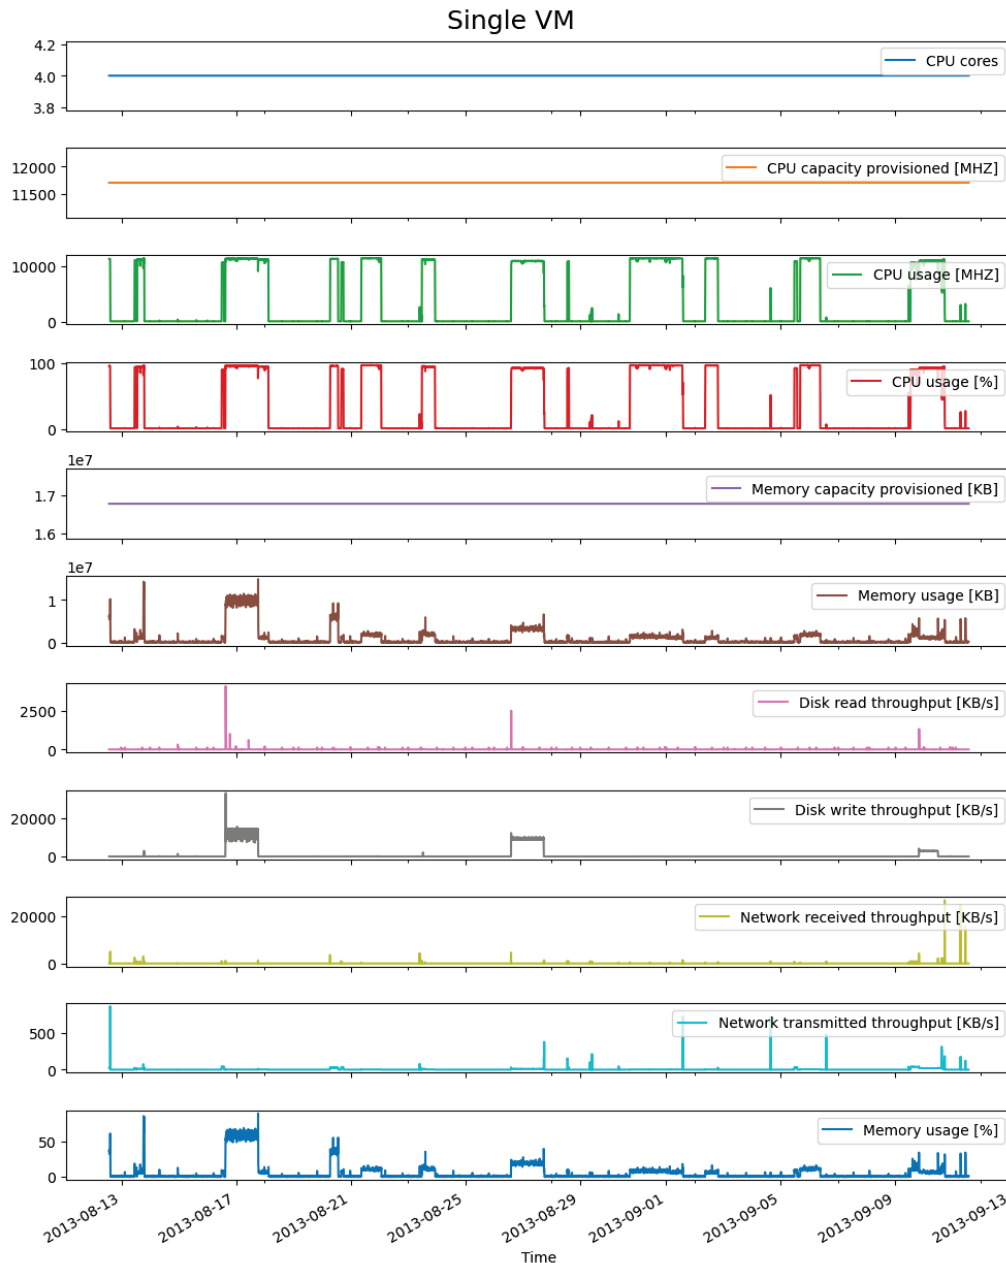 Single VM
4.2
4.0
3.8
CPU cores
12000
11500
CPU capacity provisioned [MHZ]
10000
0
CPU usage [MHZ]
100
0
CPU usage [%]
1e7
1.7
1.6
Memory capacity provisioned [KB]
1e7
1
0
Memory usage [KB]
2500
0
Disk read throughput [KB/s]
20000
0
Disk write throughput [KB/s]
20000
0
Network received throughput [KB/s]
500
0
Network transmitted throughput [KB/s]
50
0
Memory usage [%]
2013-08-13
2013-08-17
2013-08-21
2013-08-25
2013-08-29
2013-09-01
2013-09-05
2013-09-09
2013-09-13
Time